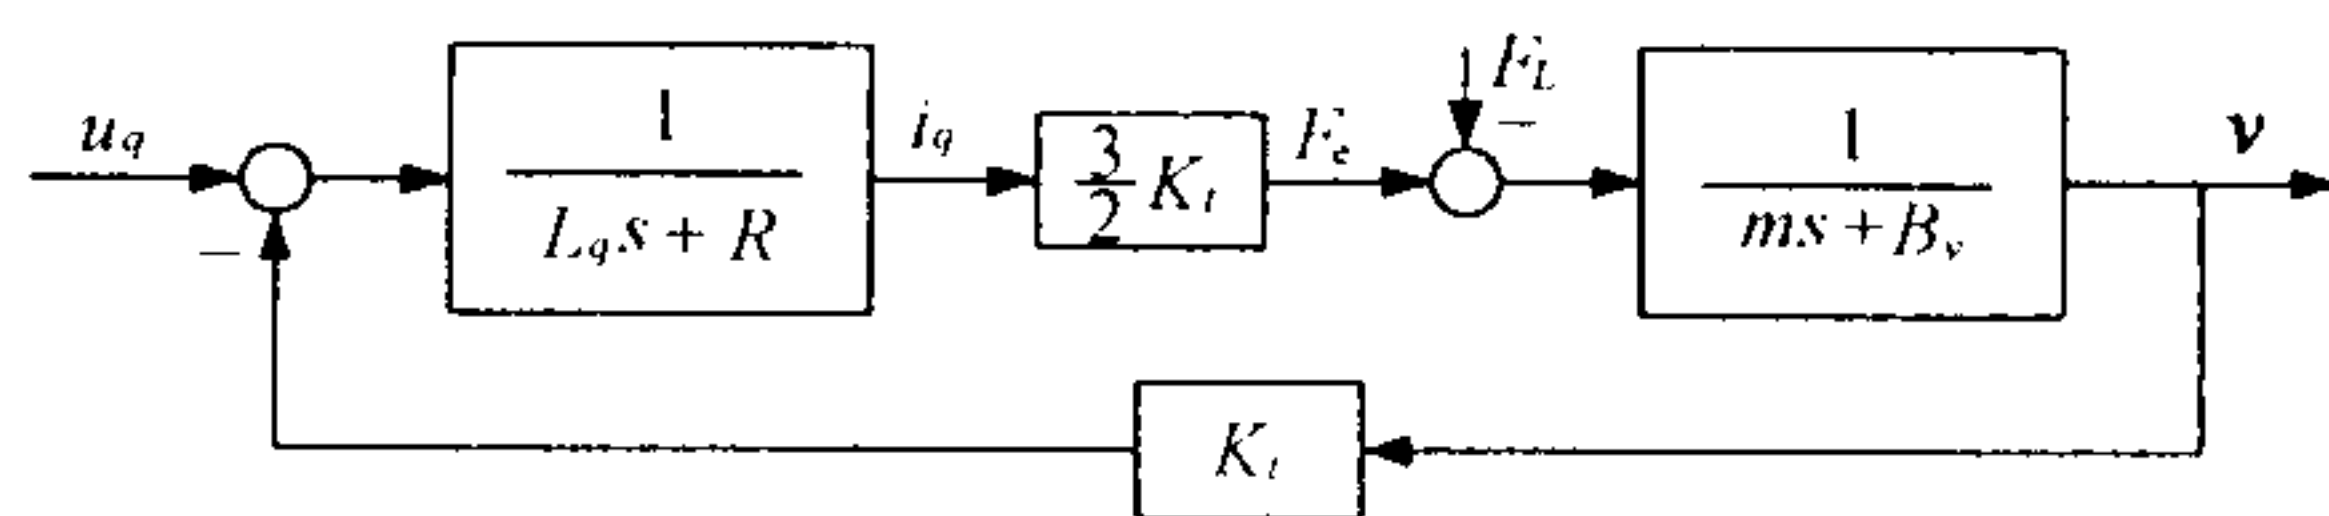 u_q
−
1
L_q s + R
i_q
3/2 K_t
F_e
F_L
−
1
ms + B_v
v
K_t